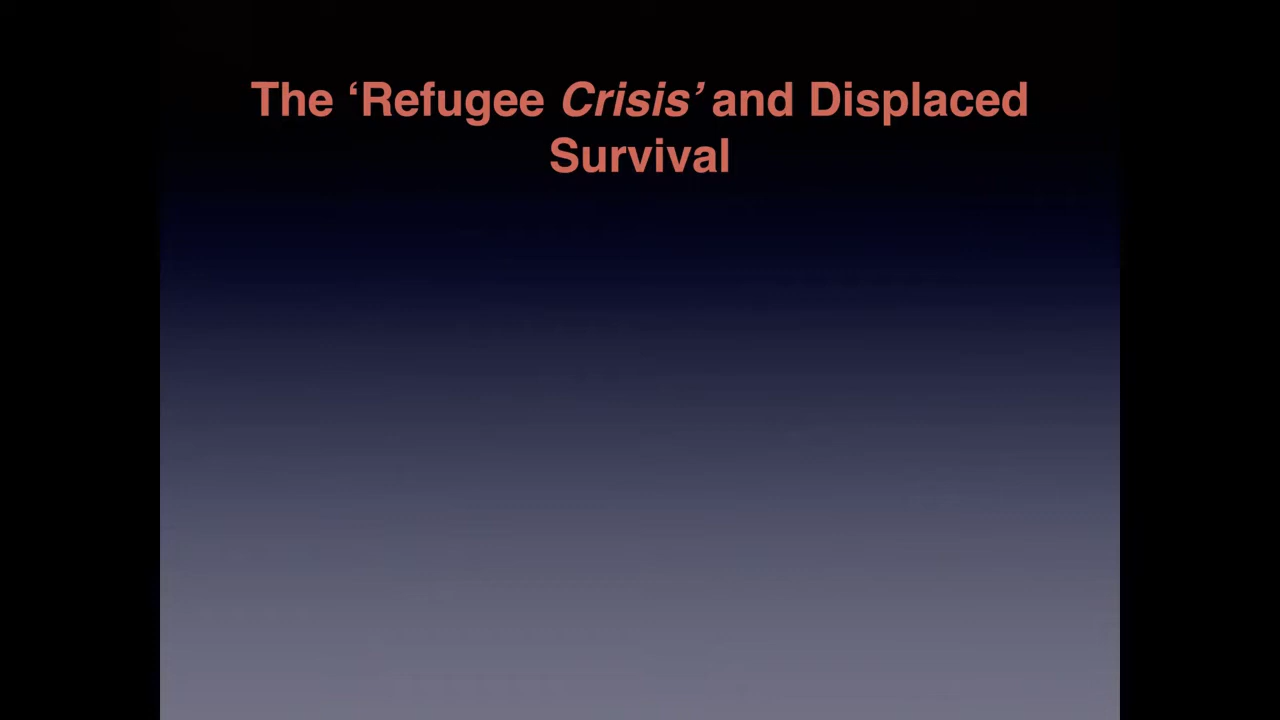 The ‘Refugee Crisis’ and Displaced
Survival